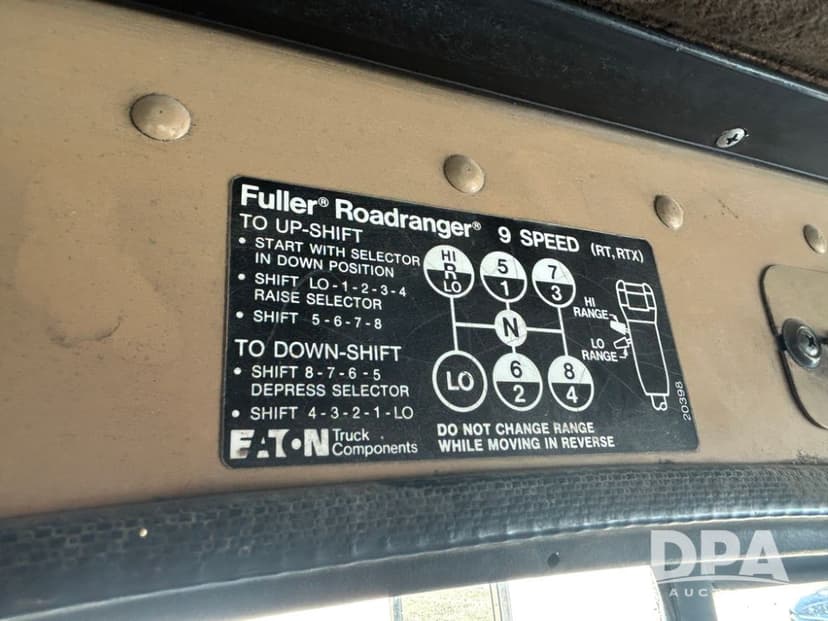 Fuller® Roadranger® 9 SPEED (RT, RTX)
TO UP-SHIFT
• START WITH SELECTOR
IN DOWN POSITION
• SHIFT LO-1-2-3-4
RAISE SELECTOR
• SHIFT 5-6-7-8
TO DOWN-SHIFT
• SHIFT 8-7-6-5
DEPRESS SELECTOR
• SHIFT 4-3-2-1-LO
EATON Truck
Components
HI
R
LO
5
1
7
3
N
LO
6
2
8
4
HI
RANGE
LO
RANGE
DO NOT CHANGE RANGE
WHILE MOVING IN REVERSE
20398
DPA